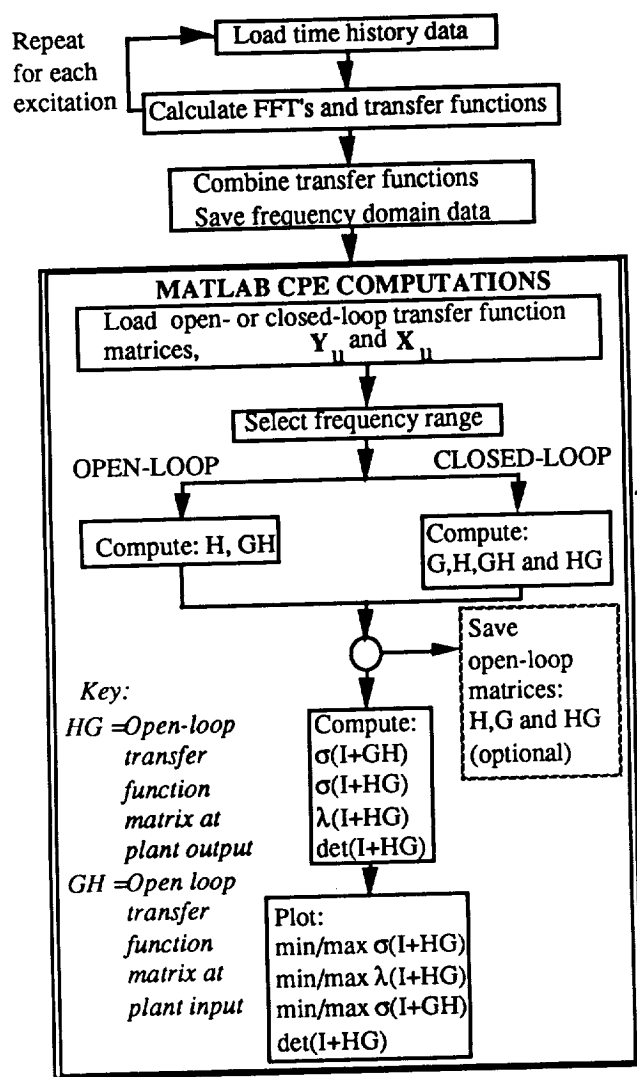 Repeat
for each
excitation
Load time history data
Calculate FFT's and transfer functions
Combine transfer functions
Save frequency domain data
MATLAB CPE COMPUTATIONS
Load open- or closed-loop transfer function
matrices, Yu and Xu
Select frequency range
OPEN-LOOP
CLOSED-LOOP
Compute: H, GH
Compute:
G,H,GH and HG
Save
open-loop
matrices:
H,G and HG
(optional)
Key:
HG =Open-loop
transfer
function
matrix at
plant output
GH =Open loop
transfer
function
matrix at
plant input
Compute:
σ(I+GH)
σ(I+HG)
λ(I+HG)
det(I+HG)
Plot:
min/max σ(I+HG)
min/max λ(I+HG)
min/max σ(I+GH)
det(I+HG)